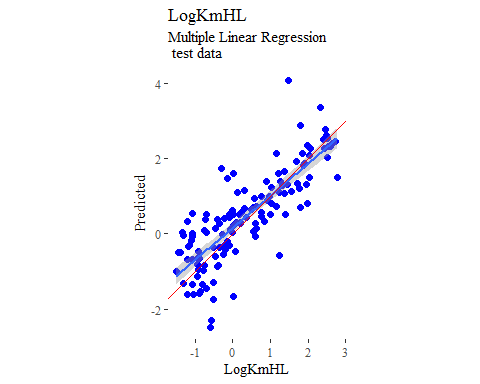 LogKmHL
Multiple Linear Regression
test data
4
2
0
-2
Predicted
-1
0
1
2
3
LogKmHL